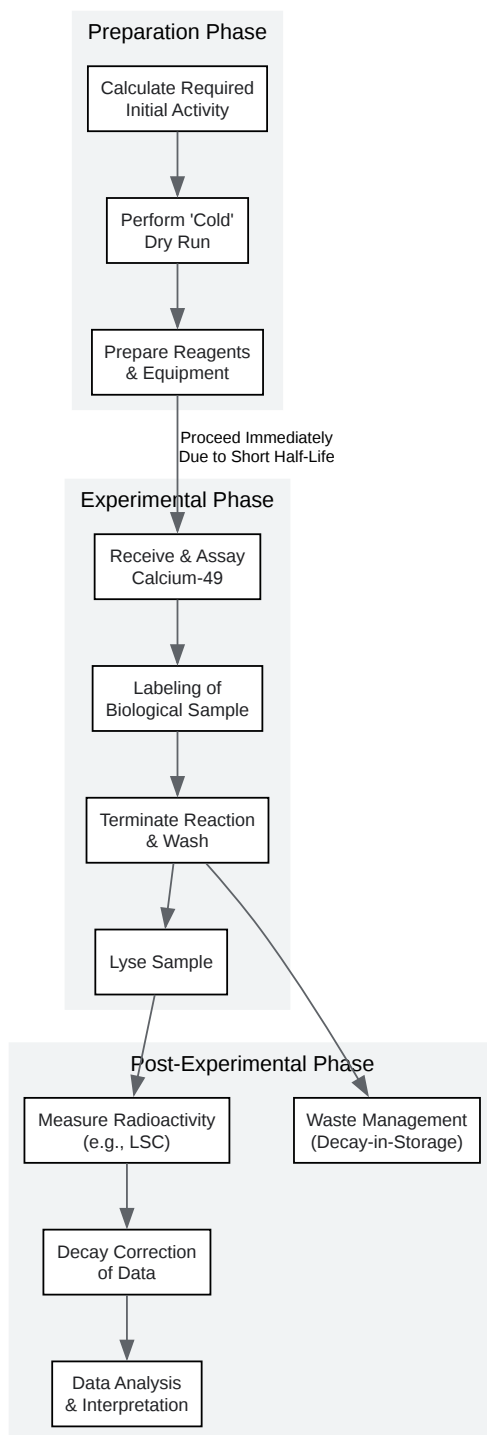 Preparation Phase
Calculate Required
Initial Activity
Perform 'Cold'
Dry Run
Prepare Reagents
& Equipment
Proceed Immediately
Due to Short Half-Life
Experimental Phase
Receive & Assay
Calcium-49
Labeling of
Biological Sample
Terminate Reaction
& Wash
Lyse Sample
Post-Experimental Phase
Measure Radioactivity
(e.g., LSC)
Waste Management
(Decay-in-Storage)
Decay Correction
of Data
Data Analysis
& Interpretation